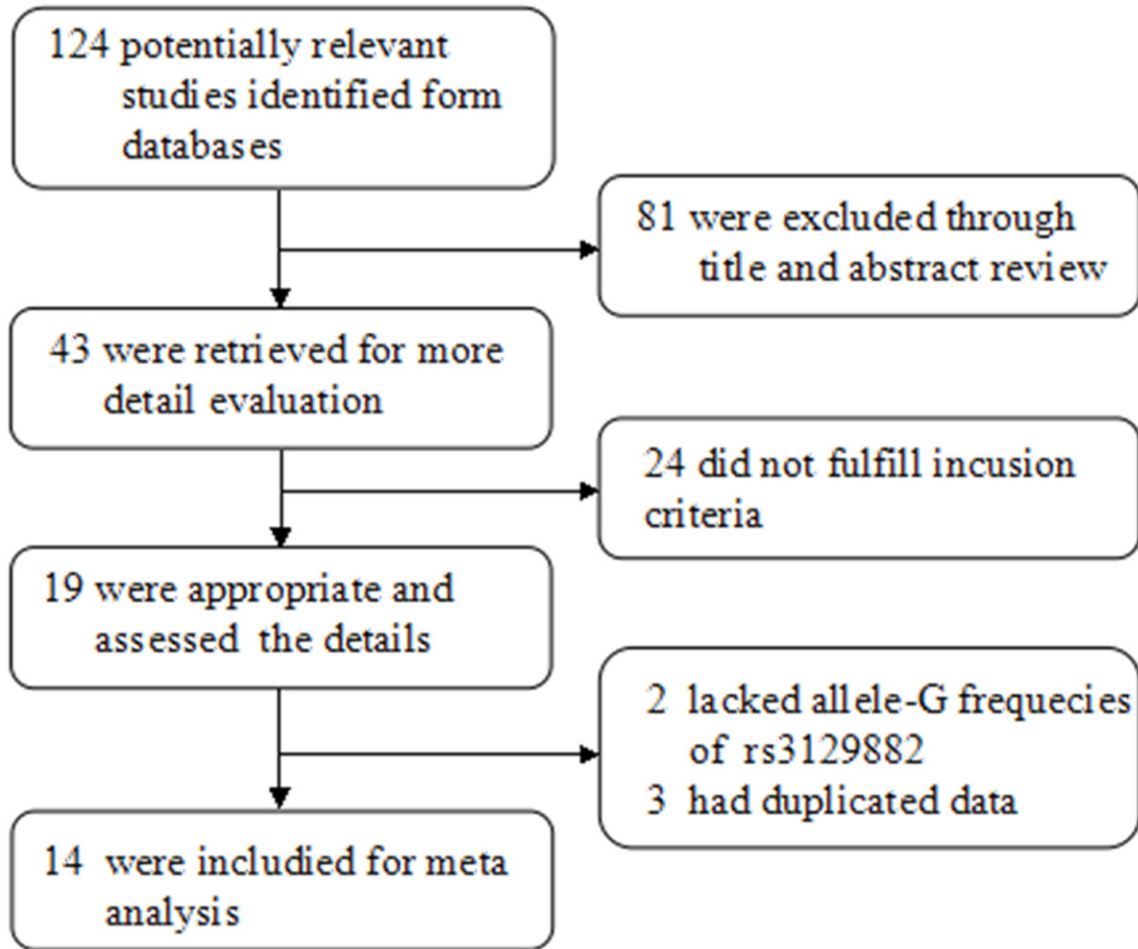 124 potentially relevant
studies identified form
databases
81 were excluded through
title and abstract review
43 were retrieved for more
detail evaluation
24 did not fulfill incusion
criteria
19 were appropriate and
assessed the details
2 lacked allele-G frequecies
of rs3129882
3 had duplicated data
14 were includied for meta
analysis